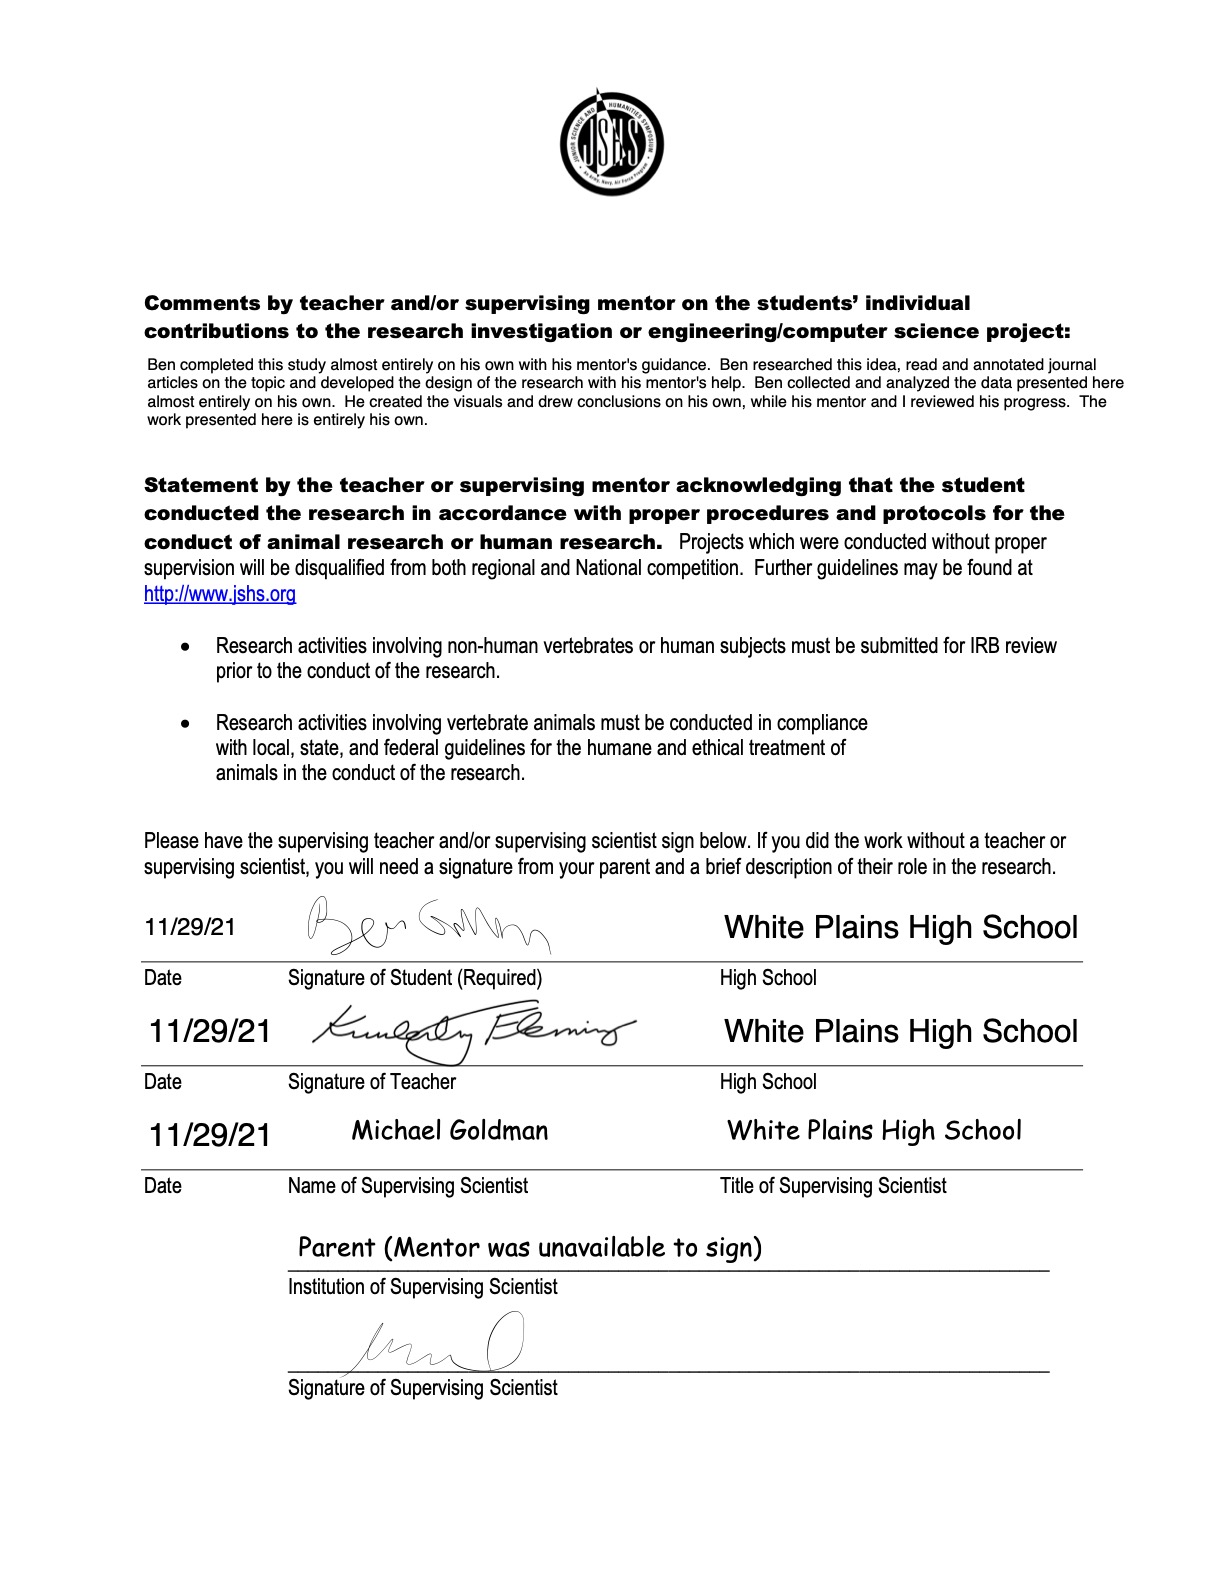 JUNIOR SCIENCE AND HUMANITIES SYMPOSIUM
JSHS
An Army, Navy, Air Force Program
Comments by teacher and/or supervising mentor on the students’ individual
contributions to the research investigation or engineering/computer science project:
Ben completed this study almost entirely on his own with his mentor's guidance.  Ben researched this idea, read and annotated journal
articles on the topic and developed the design of the research with his mentor's help.  Ben collected and analyzed the data presented here
almost entirely on his own.  He created the visuals and drew conclusions on his own, while his mentor and I reviewed his progress.  The
work presented here is entirely his own.
Statement by the teacher or supervising mentor acknowledging that the student
conducted the research in accordance with proper procedures and protocols for the
conduct of animal research or human research.   Projects which were conducted without proper
supervision will be disqualified from both regional and National competition.  Further guidelines may be found at
http://www.jshs.org
• Research activities involving non-human vertebrates or human subjects must be submitted for IRB review
prior to the conduct of the research.
• Research activities involving vertebrate animals must be conducted in compliance
with local, state, and federal guidelines for the humane and ethical treatment of
animals in the conduct of the research.
Please have the supervising teacher and/or supervising scientist sign below. If you did the work without a teacher or
supervising scientist, you will need a signature from your parent and a brief description of their role in the research.
11/29/21 Ben Goldman White Plains High School
Date Signature of Student (Required) High School
11/29/21 Kimberly Fleming White Plains High School
Date Signature of Teacher High School
11/29/21 Michael Goldman White Plains High School
Date Name of Supervising Scientist Title of Supervising Scientist
Parent (Mentor was unavailable to sign)
Institution of Supervising Scientist
Signature of Supervising Scientist